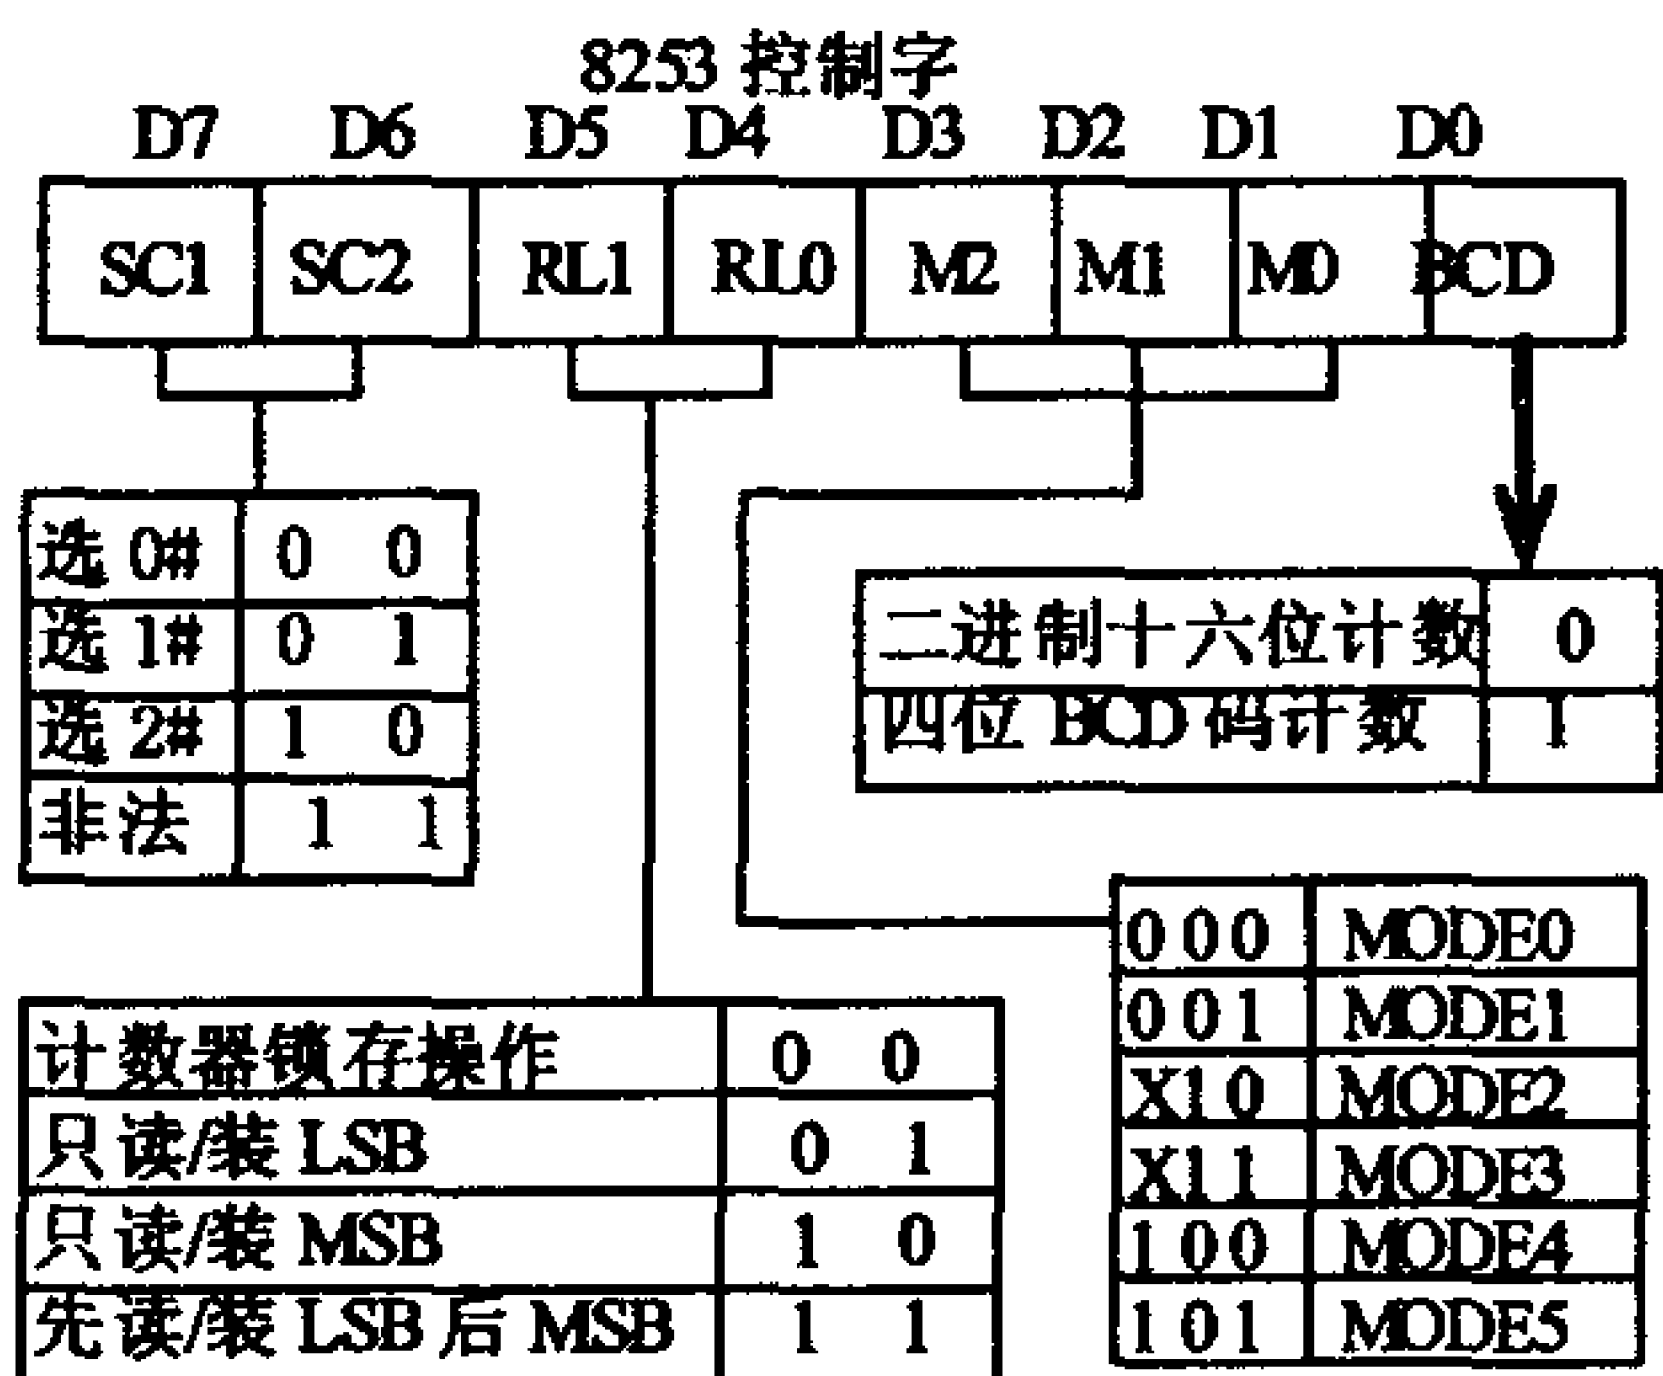 8253 控制字
D7 D6 D5 D4 D3 D2 D1 D0
SC1 SC2 RL1 RL0 M2 M1 M0 BCD
选 0# 0 0
选 1# 0 1
选 2# 1 0
非法 1 1
二进制十六位计数 0
四位 BCD 码计数 1
000 MODE0
001 MODE1
X10 MODE2
X11 MODE3
100 MODE4
101 MODE5
计数器锁存操作 0 0
只读/装 LSB 0 1
只读/装 MSB 1 0
先读/装 LSB 后 MSB 1 1